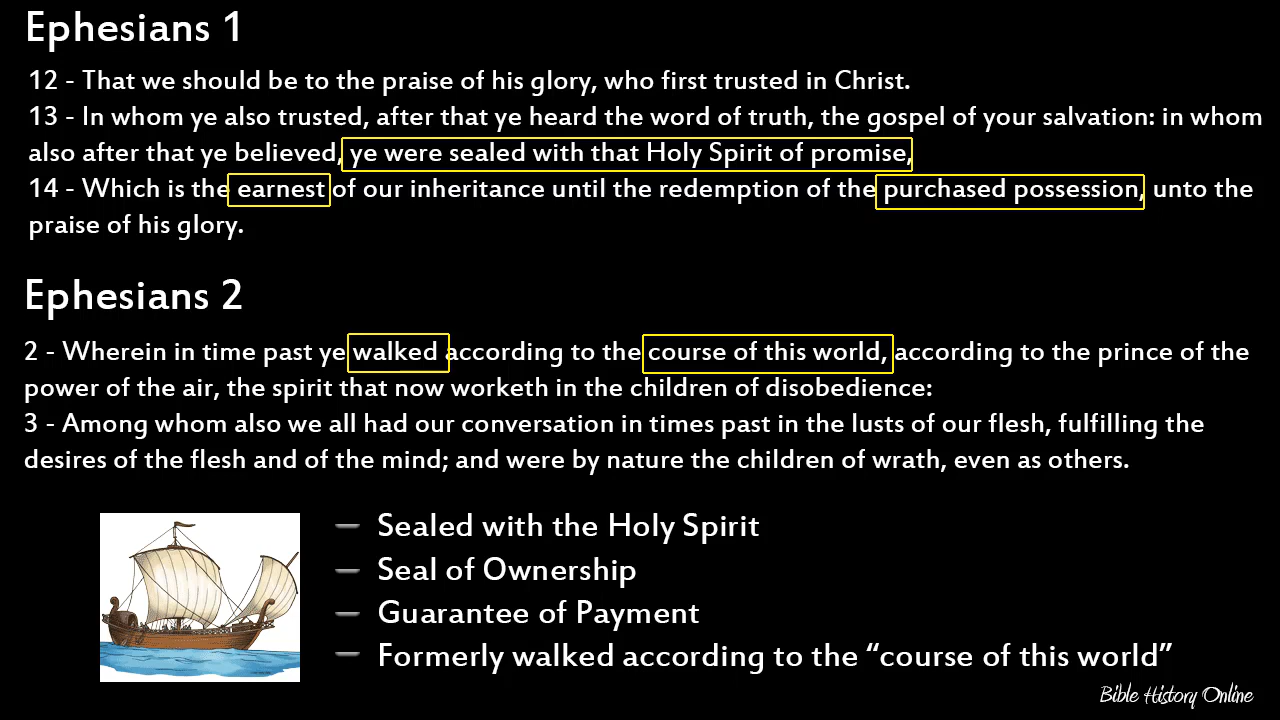 Ephesians 1
12 - That we should be to the praise of his glory, who first trusted in Christ.
13 - In whom ye also trusted, after that ye heard the word of truth, the gospel of your salvation: in whom
also after that ye believed, ye were sealed with that Holy Spirit of promise,
14 - Which is the earnest of our inheritance until the redemption of the purchased possession, unto the
praise of his glory.
Ephesians 2
2 - Wherein in time past ye walked according to the course of this world, according to the prince of the
power of the air, the spirit that now worketh in the children of disobedience:
3 - Among whom also we all had our conversation in times past in the lusts of our flesh, fulfilling the
desires of the flesh and of the mind; and were by nature the children of wrath, even as others.
– Sealed with the Holy Spirit
– Seal of Ownership
– Guarantee of Payment
– Formerly walked according to the “course of this world”
Bible History Online